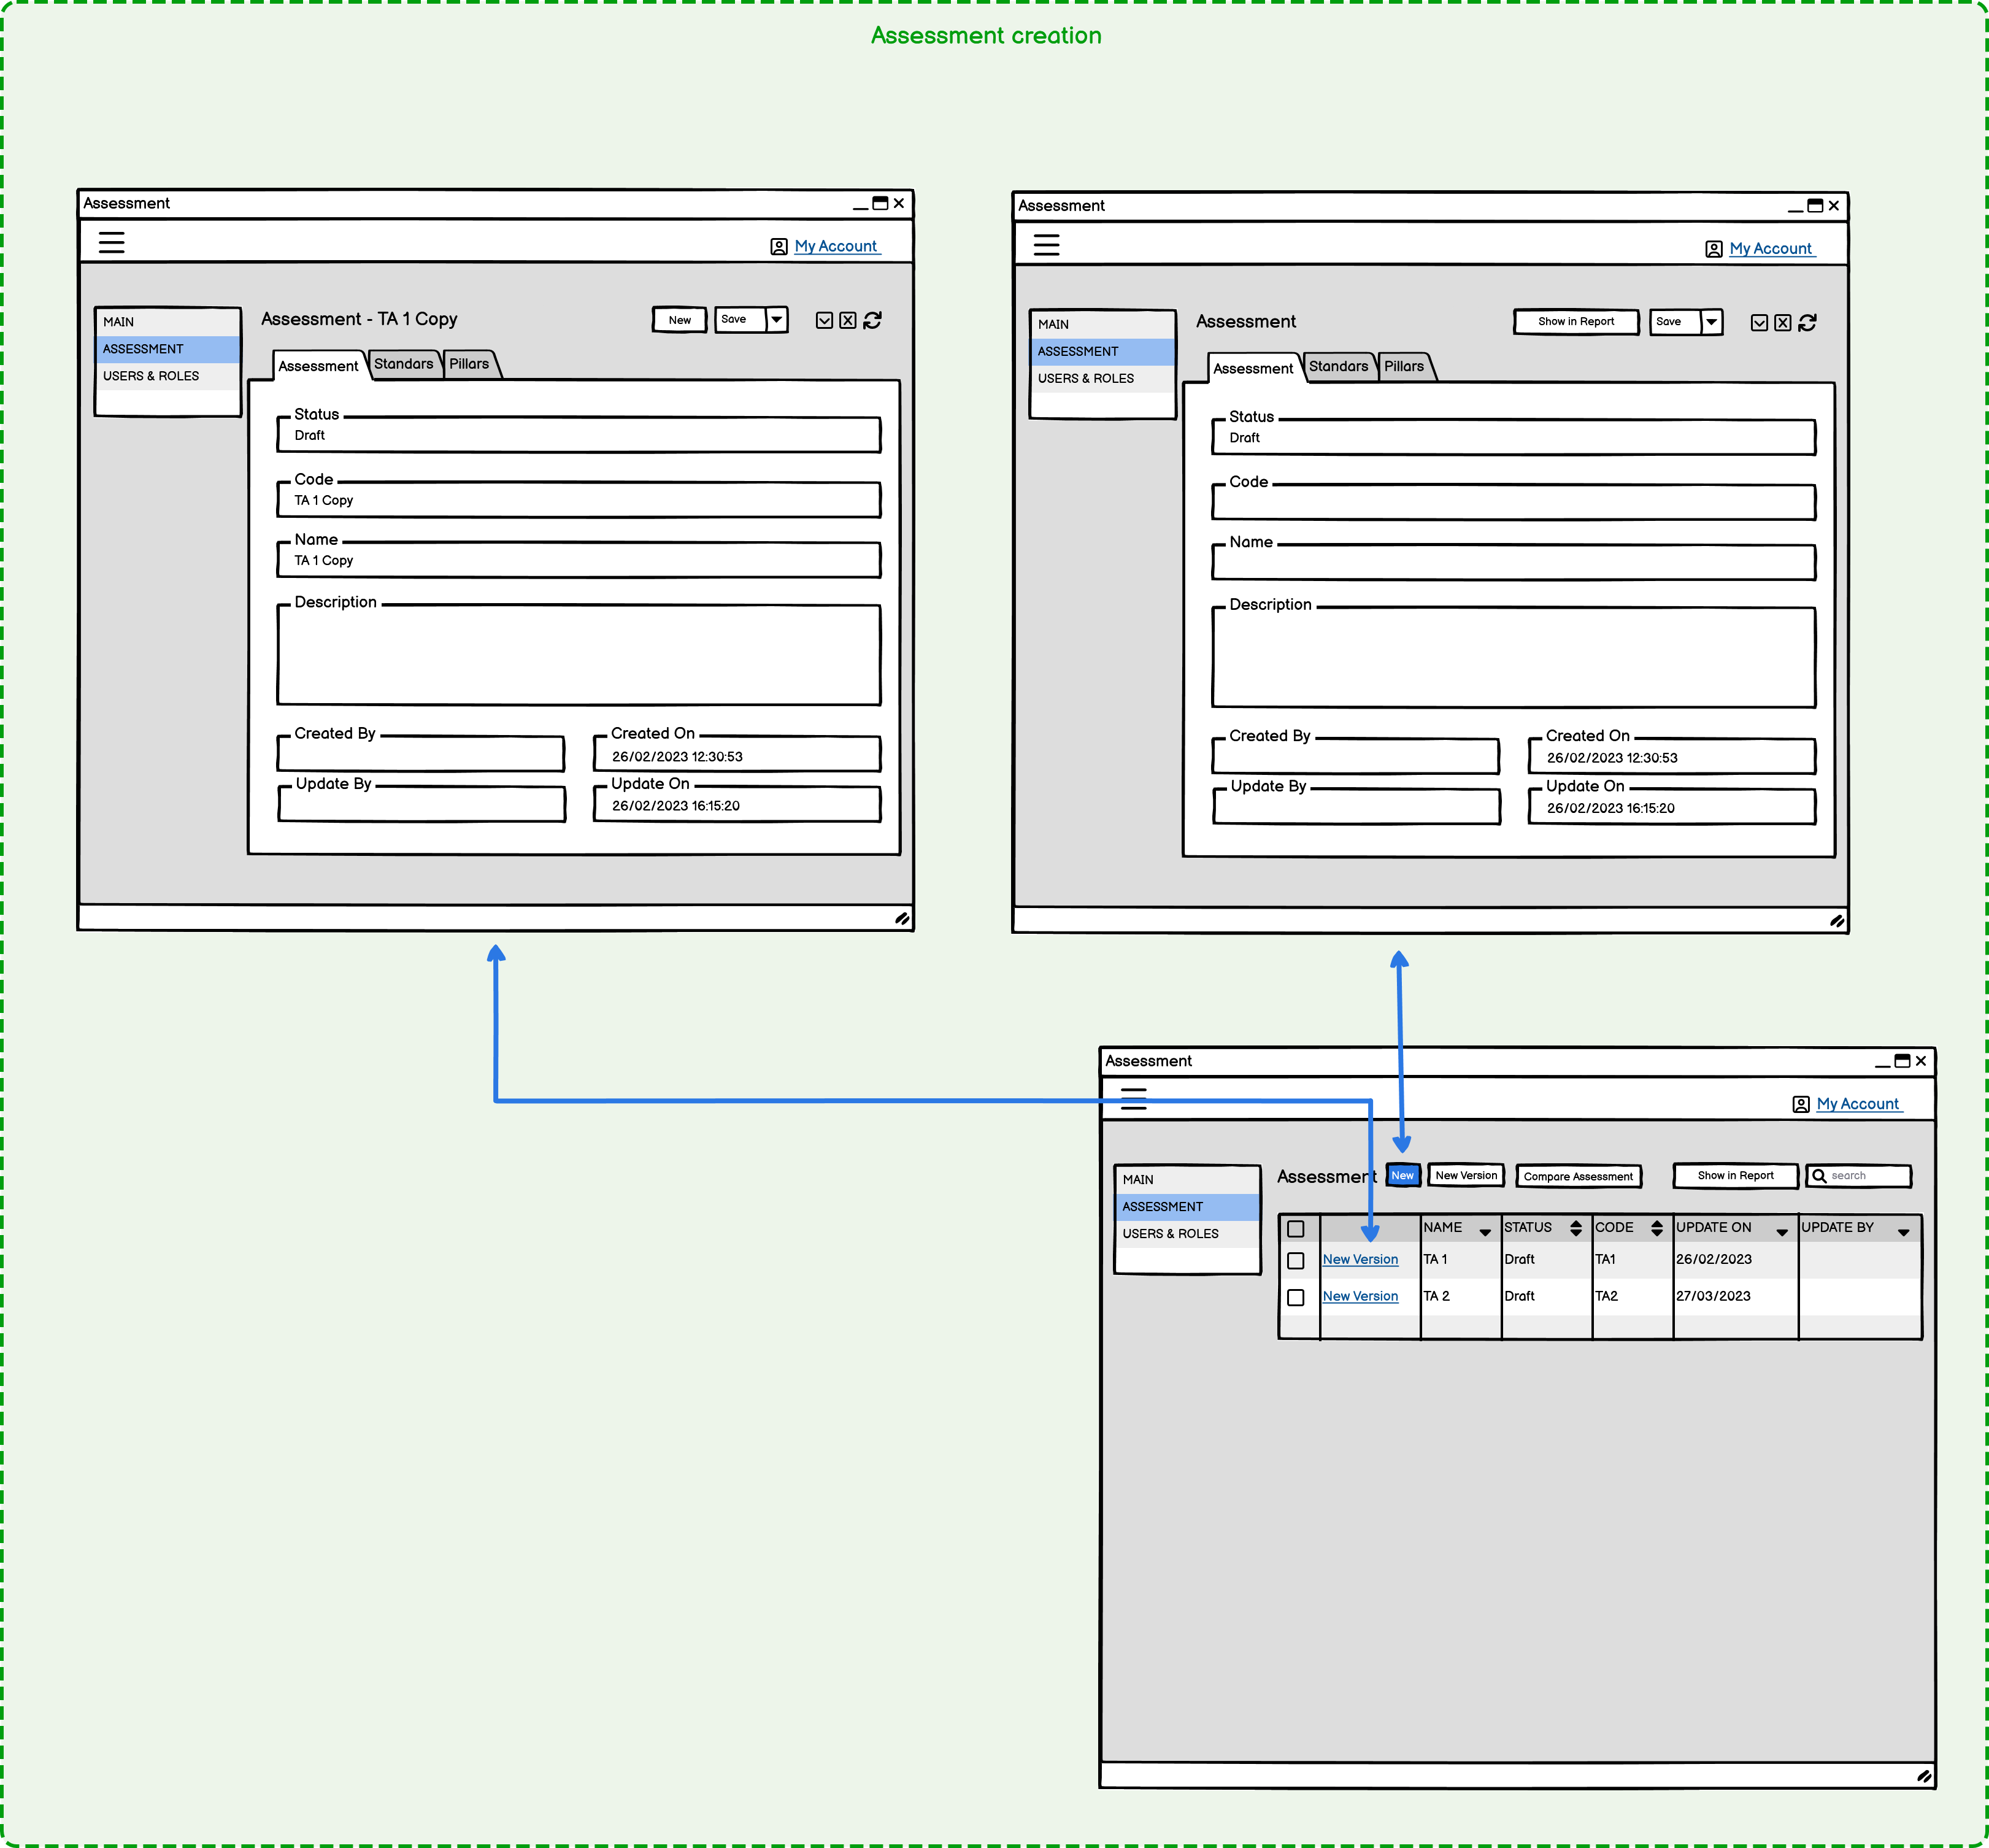 Assessment creation
Assessment
My Account
MAIN
ASSESSMENT
USERS & ROLES
Assessment - TA 1 Copy
New
Save
Assessment
Standars
Pillars
Status
Draft
Code
TA 1 Copy
Name
TA 1 Copy
Description
Created By
Created On
26/02/2023 12:30:53
Update By
Update On
26/02/2023 16:15:20
Assessment
My Account
MAIN
ASSESSMENT
USERS & ROLES
Assessment
Show in Report
Save
Assessment
Standars
Pillars
Status
Draft
Code
Name
Description
Created By
Created On
26/02/2023 12:30:53
Update By
Update On
26/02/2023 16:15:20
Assessment
My Account
MAIN
ASSESSMENT
USERS & ROLES
Assessment
New
New Version
Compare Assessment
Show in Report
search
NAME STATUS CODE UPDATE ON UPDATE BY
New Version TA 1 Draft TA1 26/02/2023
New Version TA 2 Draft TA2 27/03/2023